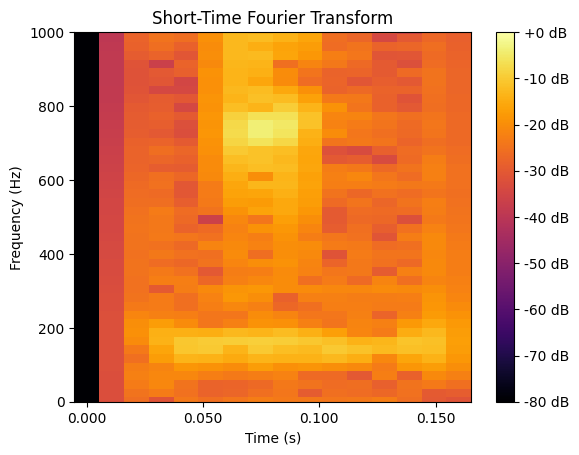 Short-Time Fourier Transform
Frequency (Hz)
1000
800
600
400
200
0
0.000
0.050
0.100
0.150
Time (s)
+0 dB
-10 dB
-20 dB
-30 dB
-40 dB
-50 dB
-60 dB
-70 dB
-80 dB